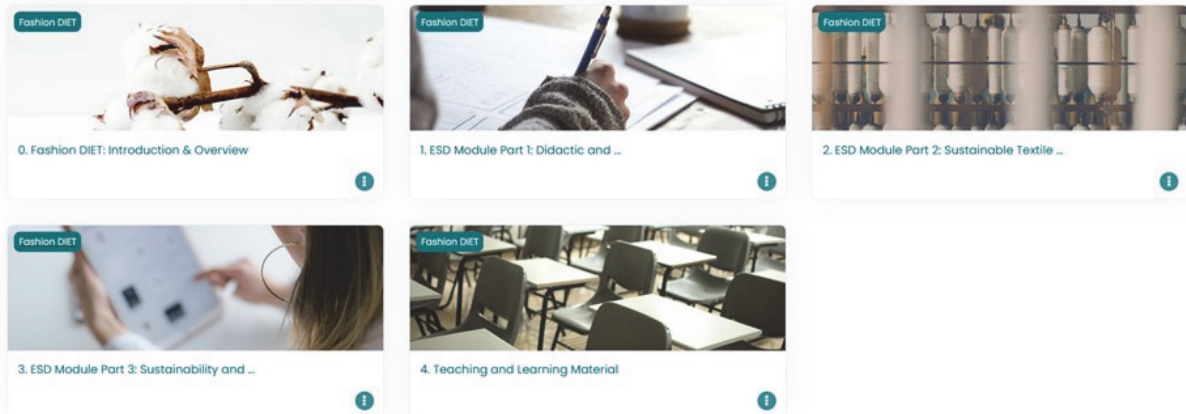 Fashion DIET
0. Fashion DIET: Introduction & Overview
Fashion DIET
1. ESD Module Part 1: Didactic and ...
Fashion DIET
2. ESD Module Part 2: Sustainable Textile ...
Fashion DIET
3. ESD Module Part 3: Sustainability and ...
Fashion DIET
4. Teaching and Learning Material